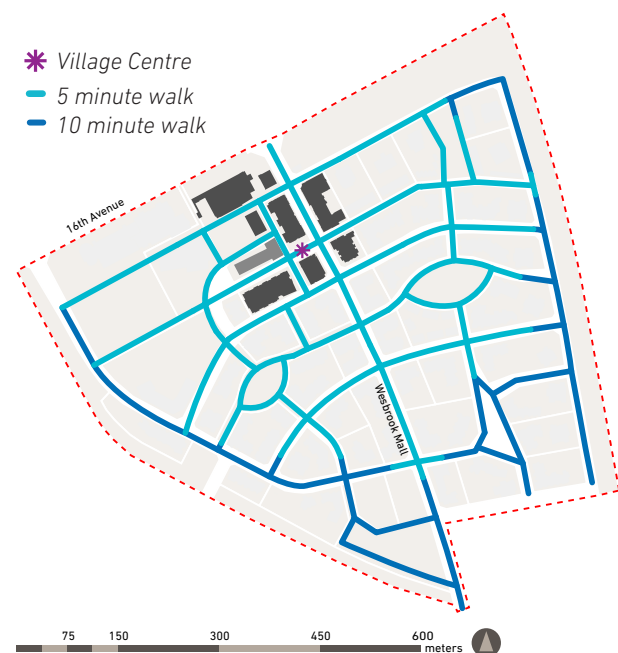 Village Centre
5 minute walk
10 minute walk
16th Avenue
Wesbrook Mall
75 150 300 450 600
meters